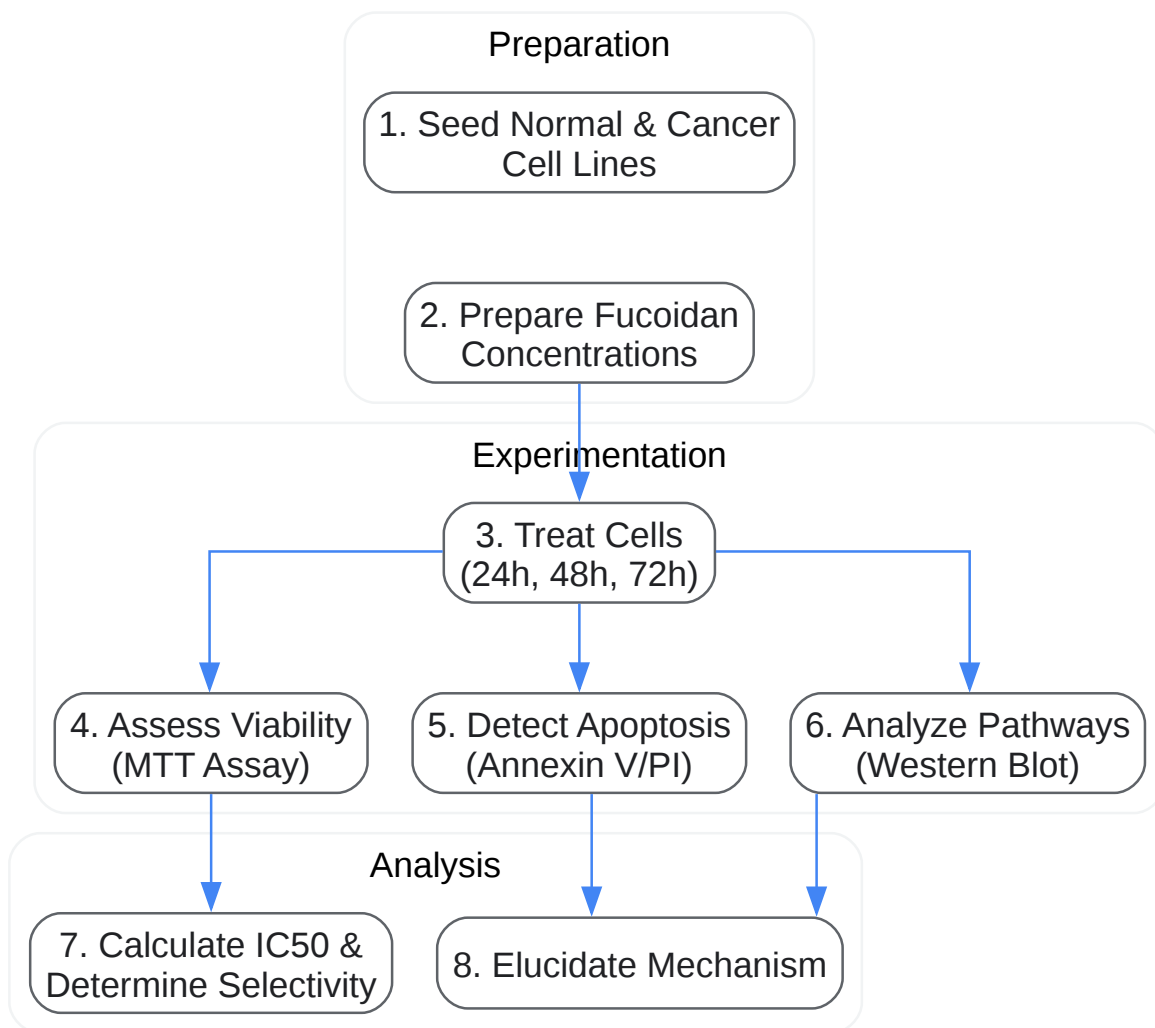 Preparation
1. Seed Normal & Cancer
Cell Lines
2. Prepare Fucoidan
Concentrations
Experimentation
3. Treat Cells
(24h, 48h, 72h)
4. Assess Viability
(MTT Assay)
5. Detect Apoptosis
(Annexin V/PI)
6. Analyze Pathways
(Western Blot)
Analysis
7. Calculate IC50 &
Determine Selectivity
8. Elucidate Mechanism